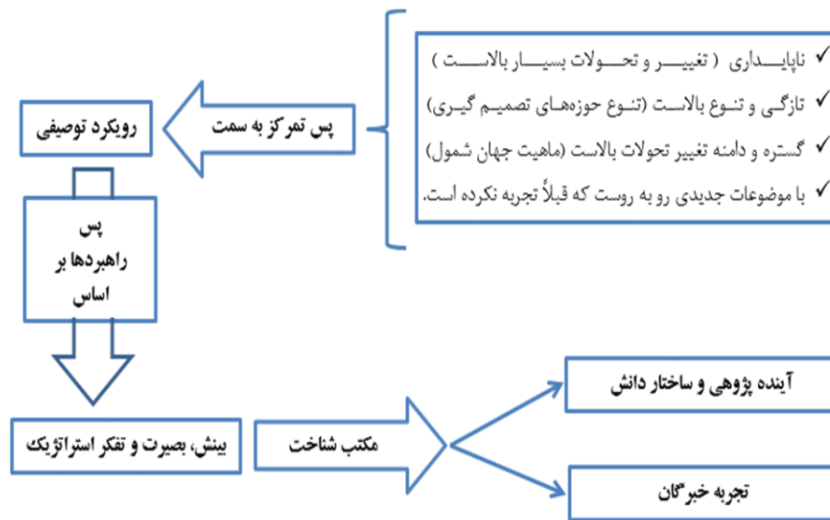 ✓ ناپایداری (تغییر و تحولات بسیار بالاست)
✓ تازگی و تنوع بالاست (تنوع حوزه‌های تصمیم گیری)
✓ گستره و دامنه تغییر تحولات بالاست (ماهیت جهان شمول)
✓ با موضوعات جدیدی رو به روست که قبلاً تجربه نکرده است.
پس تمرکز به سمت
رویکرد توصیفی
پس
راهبردها بر
اساس
بینش، بصیرت و تفکر استراتژیک
مکتب شناخت
آینده پژوهی و ساختار دانش
تجربه خبرگان